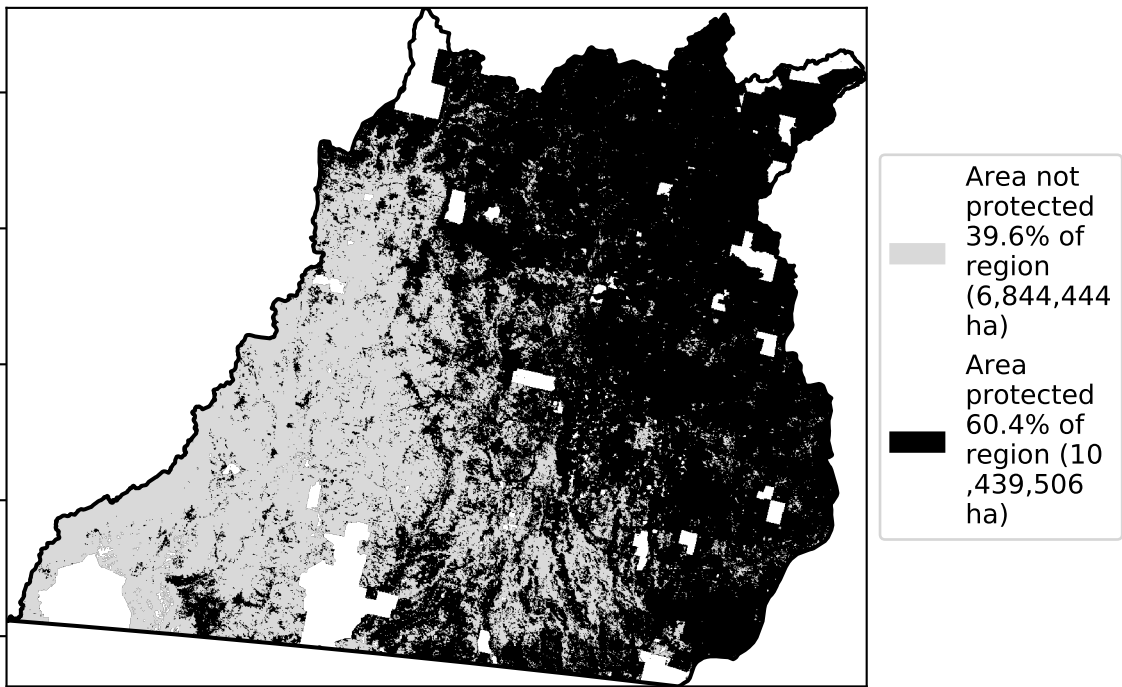 Area not
protected
39.6% of
region
(6,844,444
ha)
Area
protected
60.4% of
region (10
,439,506
ha)